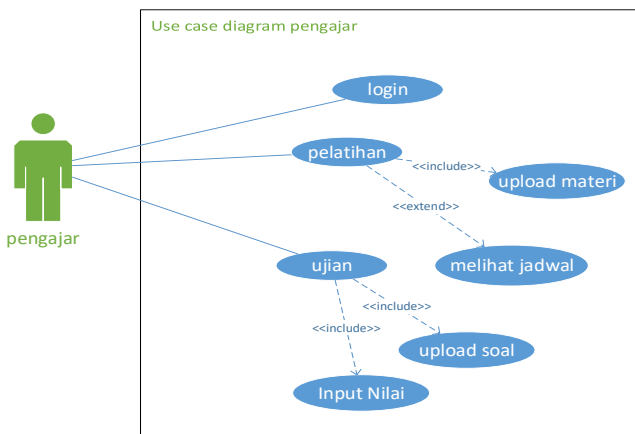 Use case diagram pengajar
login
pelatihan
<<include>>
upload materi
<<extend>>
pengajar
ujian
melihat jadwal
<<include>>
<<include>>
upload soal
Input Nilai